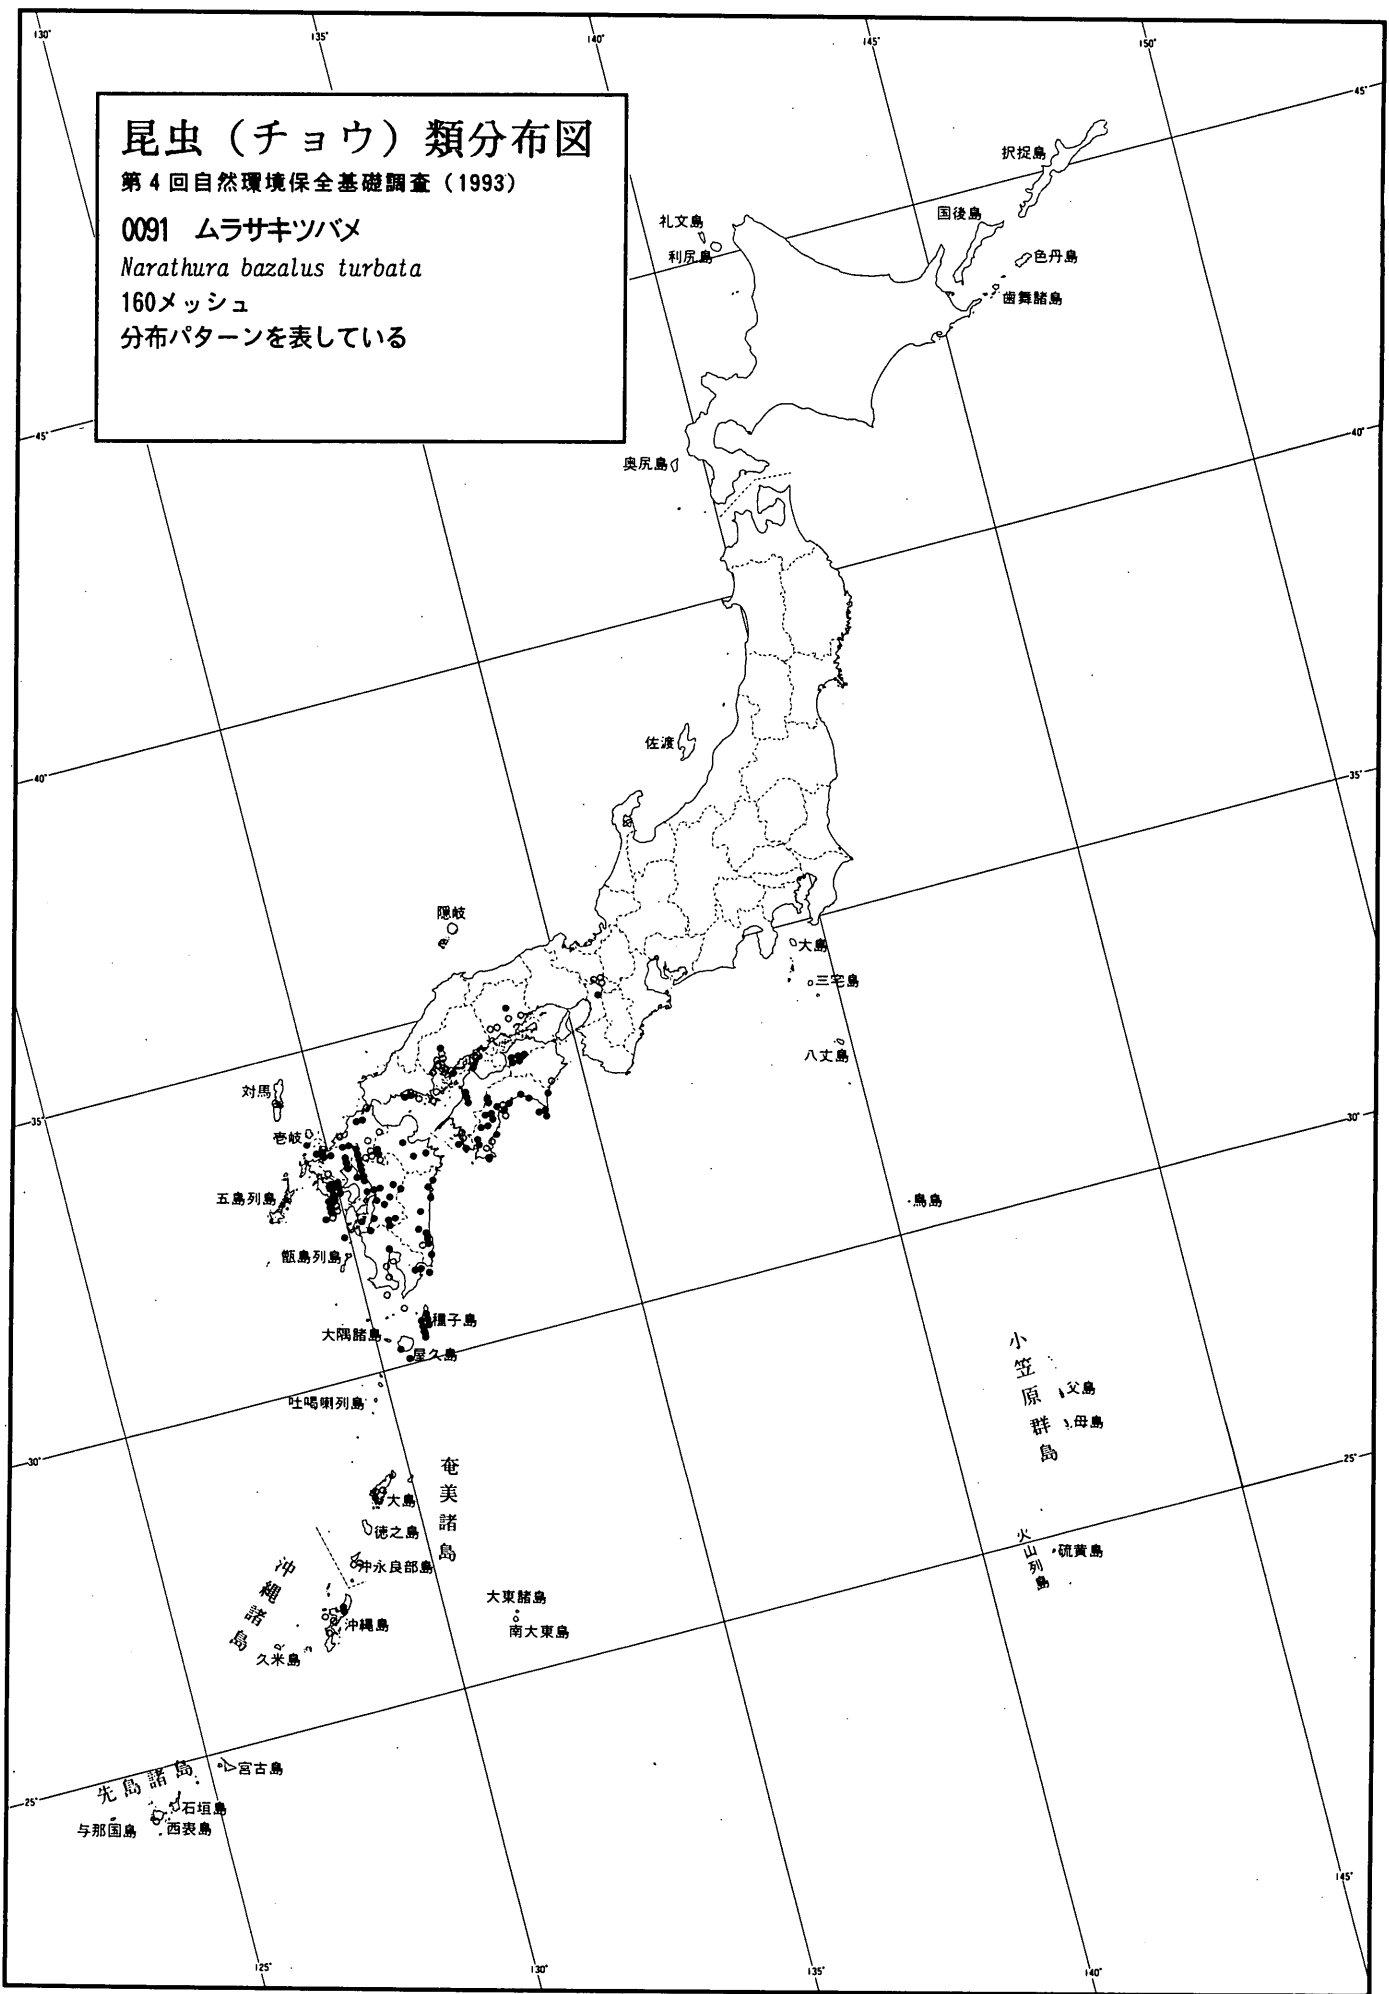 130°
135°
140°
145°
150°
昆虫（チョウ）類分布図
第4回自然環境保全基礎調査（1993）
0091 ムラサキツバメ
Narathura bazalus turbata
160メッシュ
分布パターンを表している
45°
択捉島
礼文島
国後島
利尻島
色丹島
歯舞諸島
45°
40°
奥尻島
佐渡
40°
35°
隠岐
大島
三宅島
八丈島
対馬
35°
30°
壱岐
五島列島
鳥島
甑島列島
種子島
大隅諸島
屋久島
小笠原群島
父島
吐喝喇列島
母島
30°
25°
奄美諸島
大島
徳之島
火山列島
硫黄島
沖永良部島
沖縄諸島
大東諸島
沖縄島
南大東島
久米島
先島諸島
宮古島
25°
石垣島
与那国島
西表島
145°
125°
130°
135°
140°